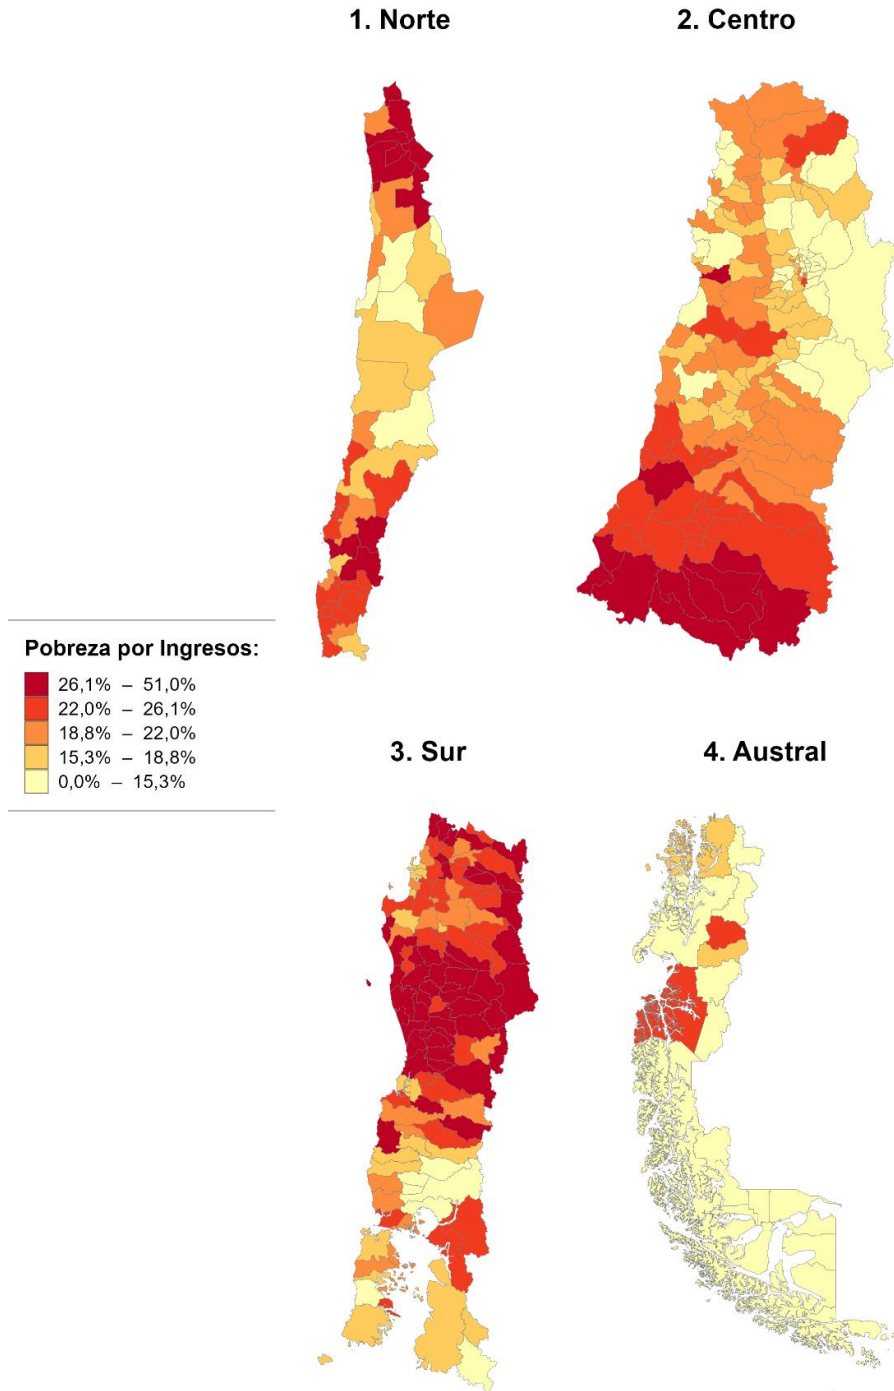 1. Norte
2. Centro
Pobreza por Ingresos:
26,1% – 51,0%
22,0% – 26,1%
18,8% – 22,0%
15,3% – 18,8%
0,0% – 15,3%
3. Sur
4. Austral